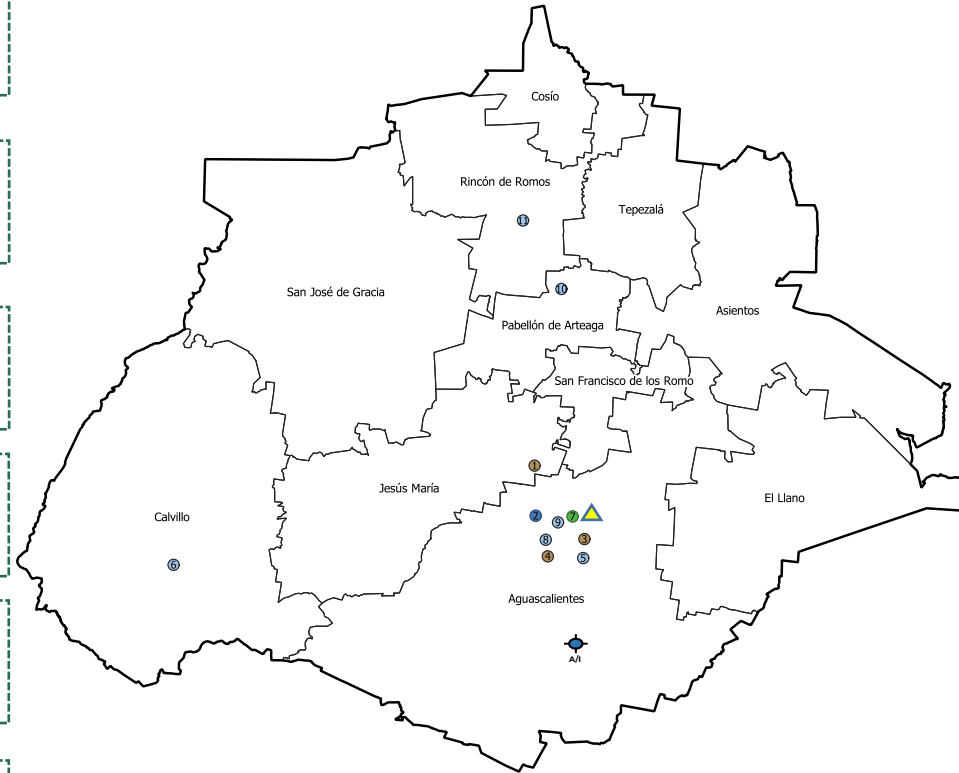 Cosío
Rincón de Romos
Tepezalá
11
San José de Gracia
10
Asientos
Pabellón de Arteaga
San Francisco de los Romo
1
Jesús María
El Llano
Calvillo
2
7
9
8
3
4
5
6
Aguascalientes
A/I